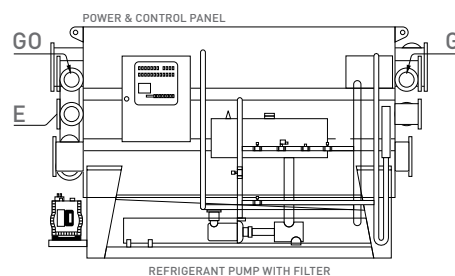 POWER & CONTROL PANEL
GO
G
E
REFRIGERANT PUMP WITH FILTER